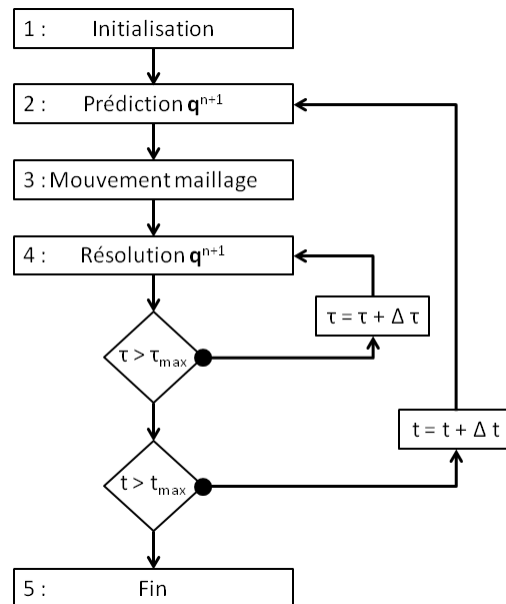 1 : Initialisation
2 : Prédiction qⁿ⁺¹
3 : Mouvement maillage
4 : Résolution qⁿ⁺¹
τ = τ + Δ τ
τ > τmax
t = t + Δ t
t > tmax
5 : Fin